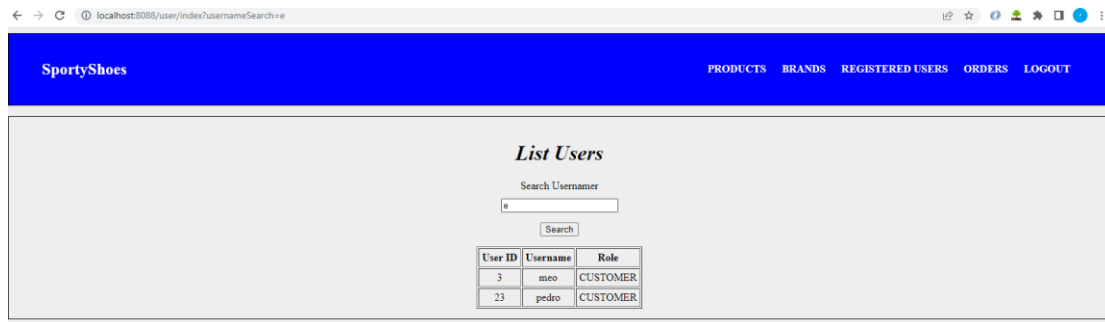 localhost:8088/user/index?usernameSearch=e
SportyShoes PRODUCTS BRANDS REGISTERED USERS ORDERS LOGOUT
List Users
Search Usernamer
e
Search
User ID Username Role
3 meo CUSTOMER
23 pedro CUSTOMER